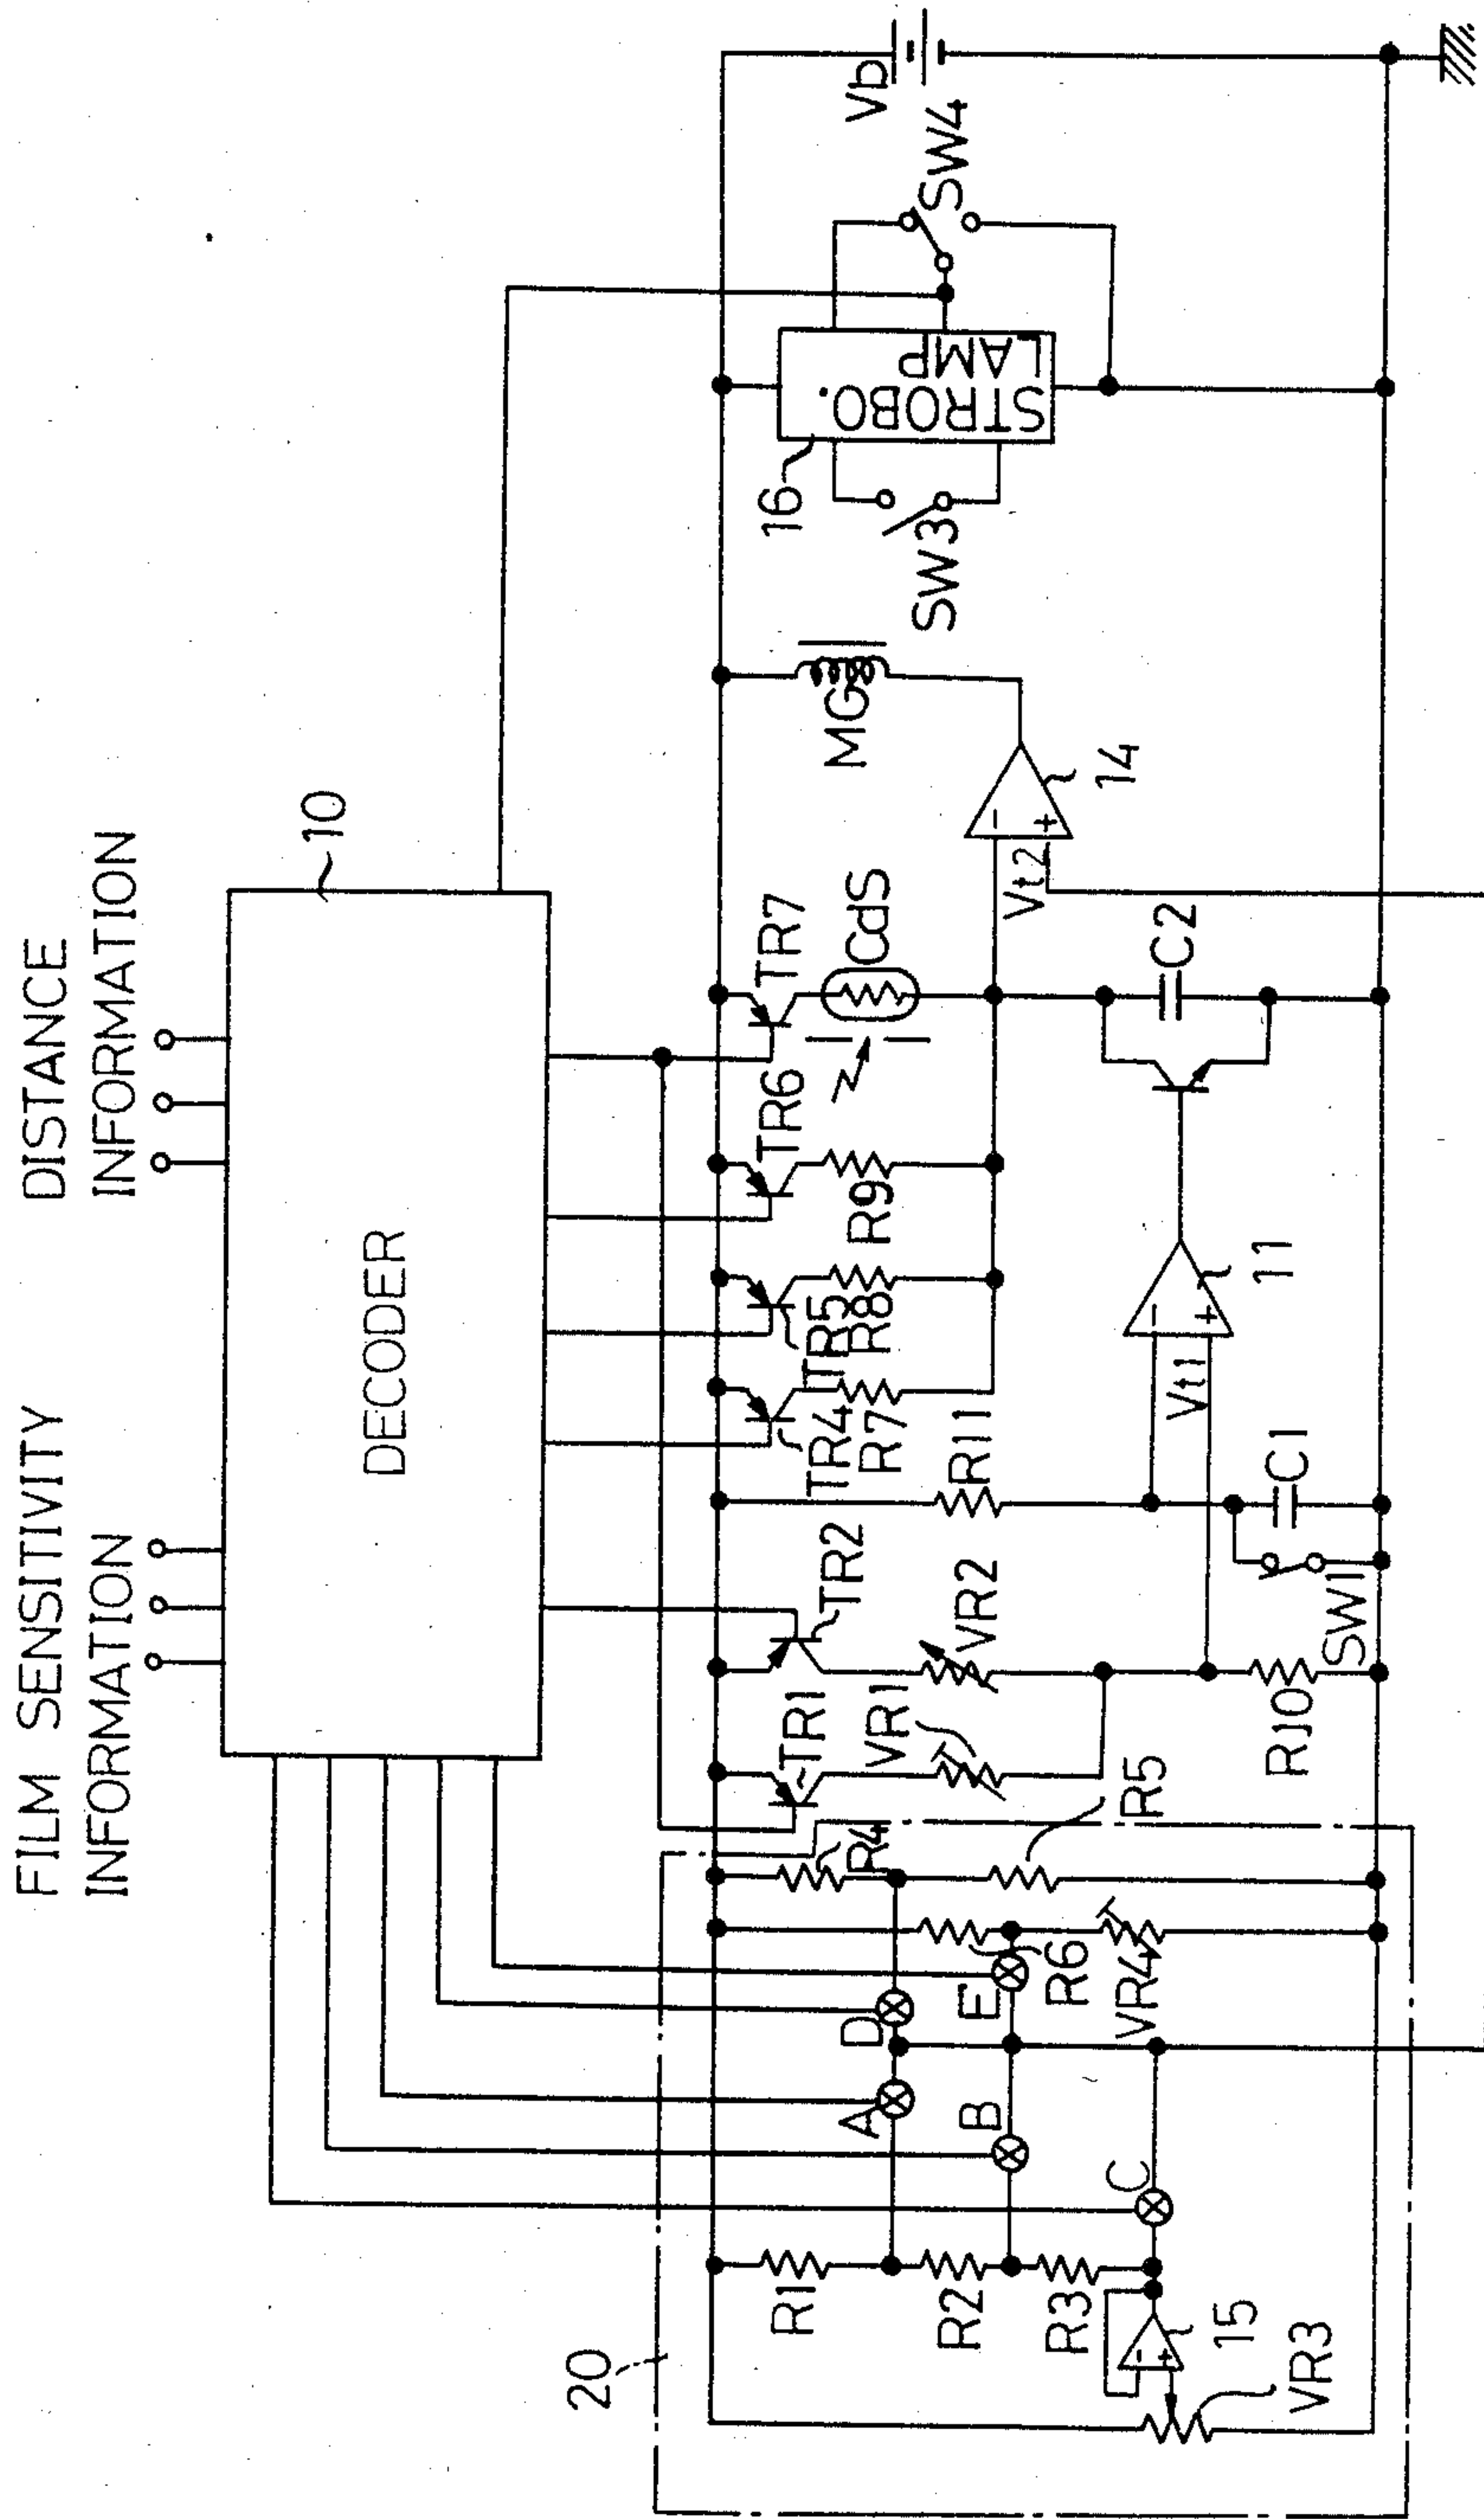 FILM SENSITIVITY
INFORMATION
DISTANCE
INFORMATION
DECODER
10
20
R1
R2
R3
15
VR3
A
B
C
D
E
R4
R5
R6
VR4
TR1
VR1
TR2
VR2
R10
R11
SW1
C1
Vt1
11
TR4
R7
TR5
R8
TR6
R9
TR7
CdS
C2
Vt2
14
MG
SW3
16
STROBO.
LAMP
SW4
Vb